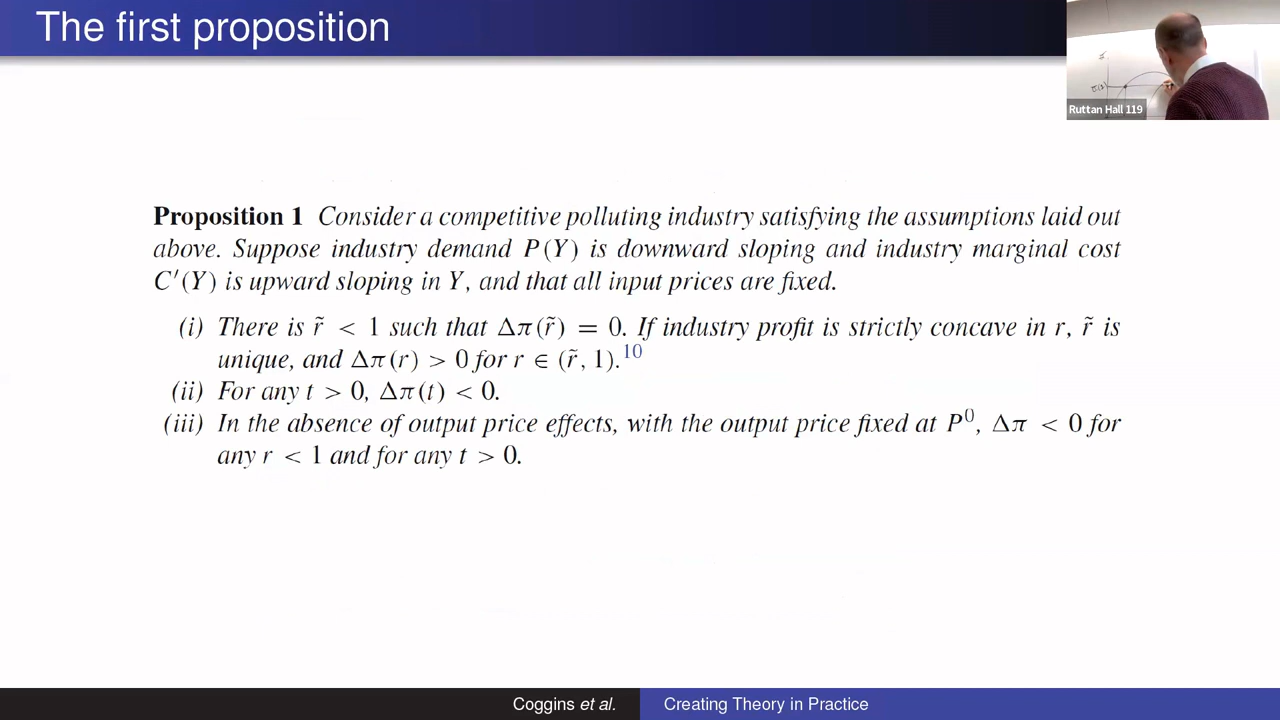 The first proposition
Ruttan Hall 119
Proposition 1 Consider a competitive polluting industry satisfying the assumptions laid out
above. Suppose industry demand P(Y) is downward sloping and industry marginal cost
C′(Y) is upward sloping in Y, and that all input prices are fixed.
(i) There is r̃ < 1 such that Δπ(r̃) = 0. If industry profit is strictly concave in r, r̃ is
unique, and Δπ(r) > 0 for r ∈ (r̃, 1).10
(ii) For any t > 0, Δπ(t) < 0.
(iii) In the absence of output price effects, with the output price fixed at P⁰, Δπ < 0 for
any r < 1 and for any t > 0.
Coggins et al.
Creating Theory in Practice